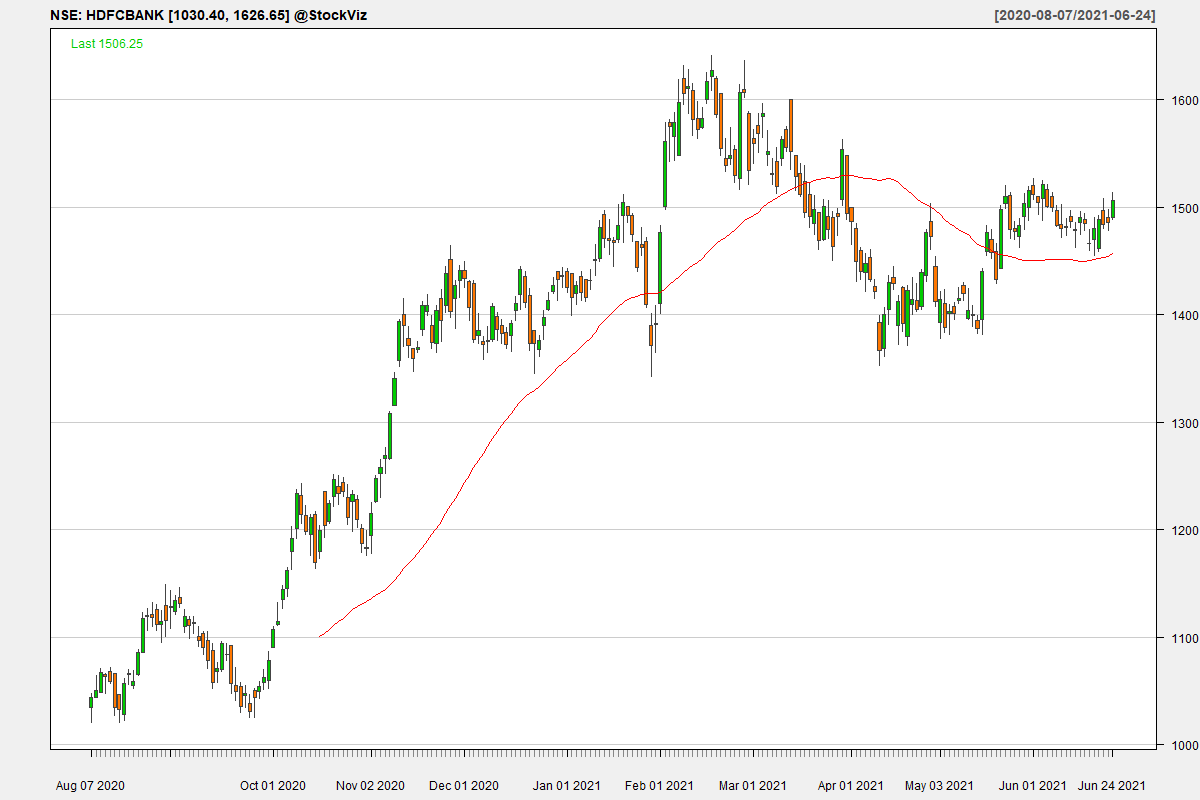 NSE: HDFCBANK [1030.40, 1626.65] @StockViz
[2020-08-07/2021-06-24]
Last 1506.25
1600
1500
1400
1300
1200
1100
1000
Aug 07 2020 Oct 01 2020 Nov 02 2020 Dec 01 2020 Jan 01 2021 Feb 01 2021 Mar 01 2021 Apr 01 2021 May 03 2021 Jun 01 2021 Jun 24 2021